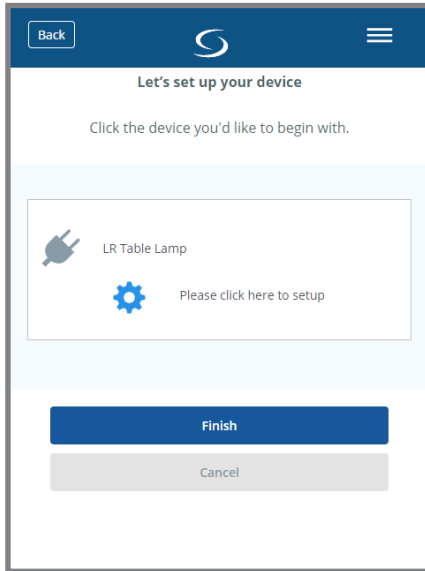 Back
Let's set up your device
Click the device you'd like to begin with.
LR Table Lamp
Please click here to setup
Finish
Cancel